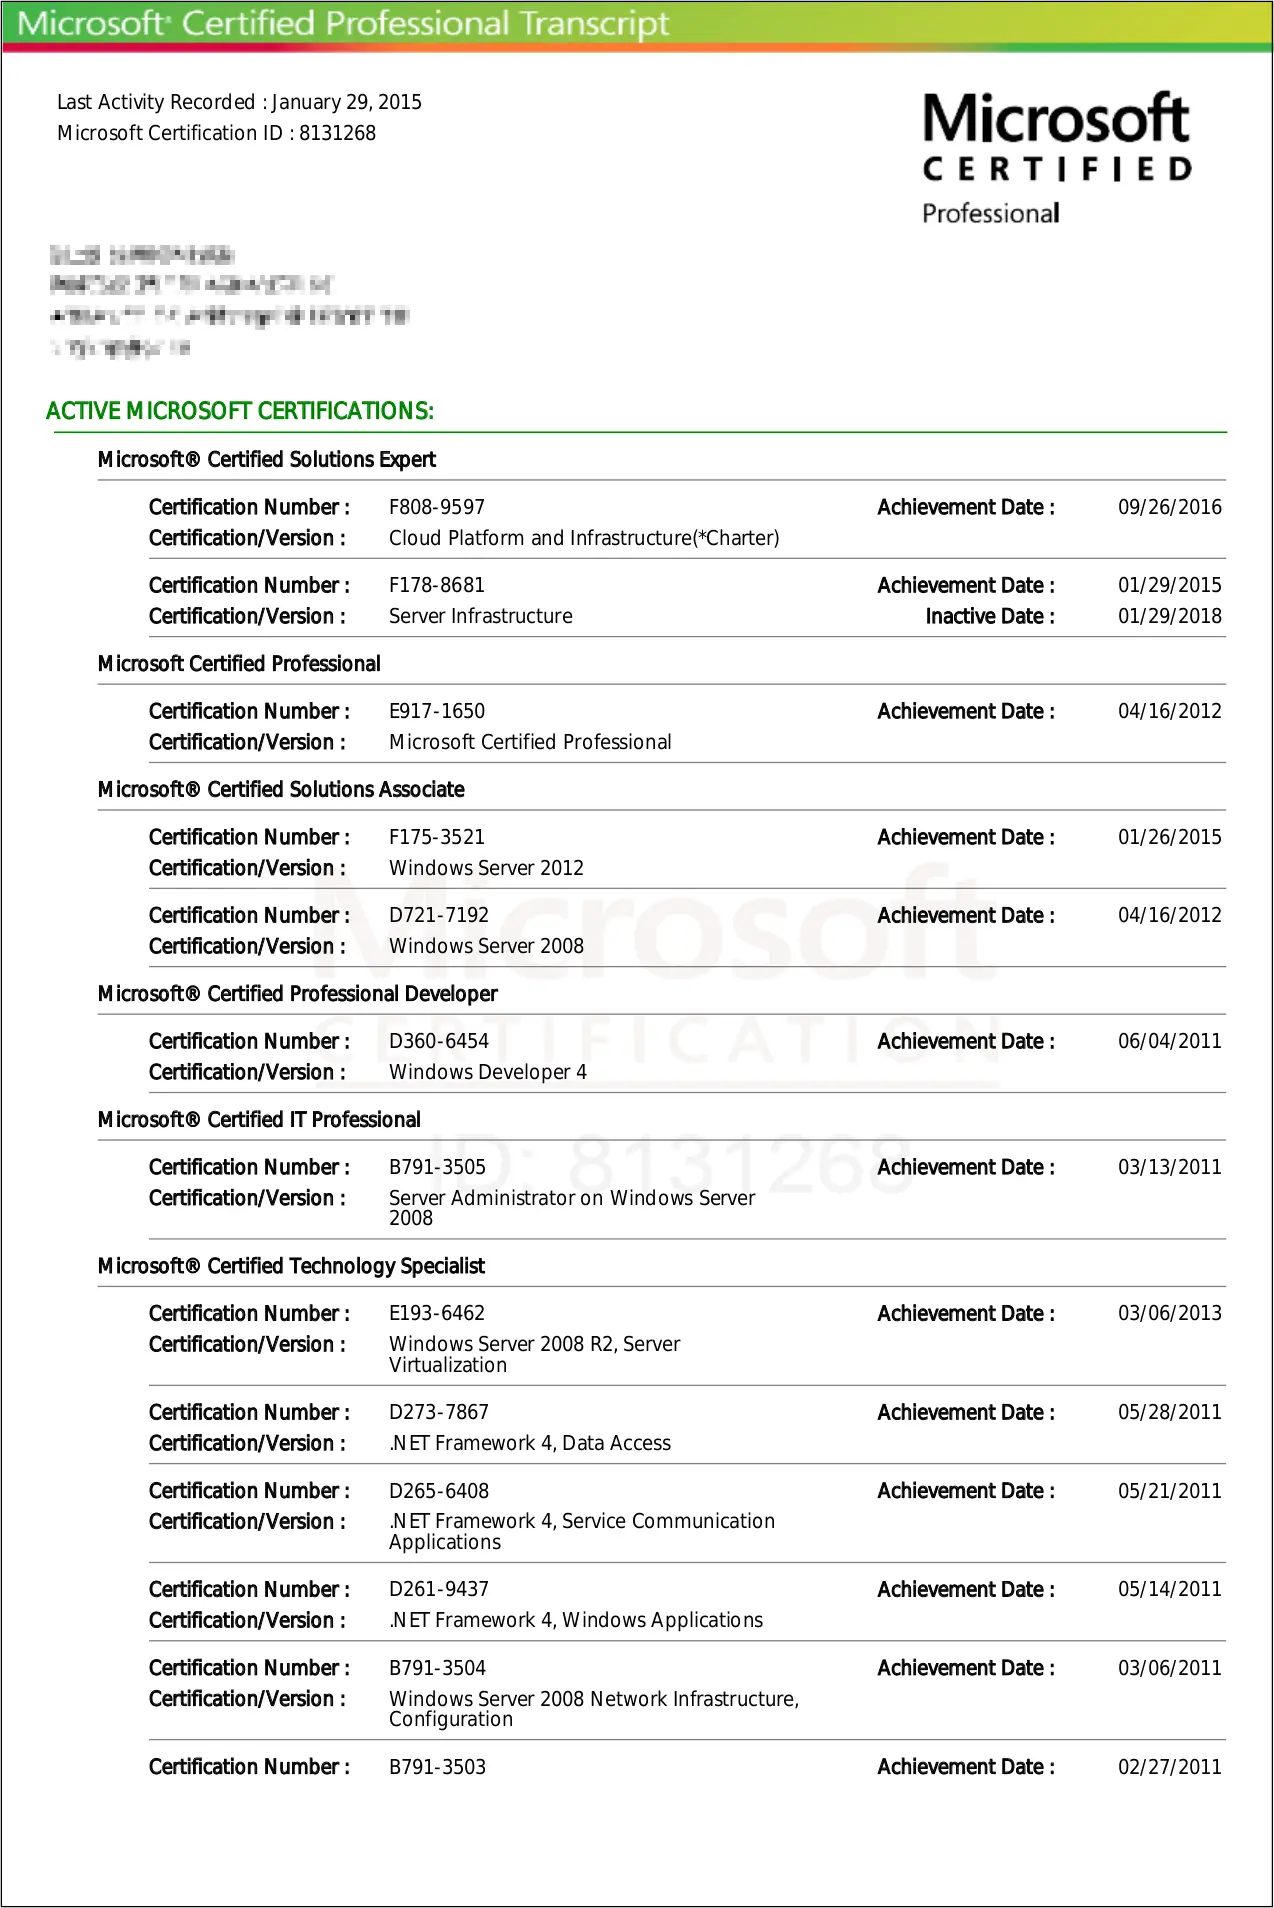 Microsoft® Certified Professional Transcript
Last Activity Recorded : January 29, 2015
Microsoft Certification ID : 8131268
Microsoft
CERTIFIED
Professional
ACTIVE MICROSOFT CERTIFICATIONS:
Microsoft® Certified Solutions Expert
Certification Number : F808-9597 Achievement Date : 09/26/2016
Certification/Version : Cloud Platform and Infrastructure(*Charter)
Certification Number : F178-8681 Achievement Date : 01/29/2015
Certification/Version : Server Infrastructure Inactive Date : 01/29/2018
Microsoft Certified Professional
Certification Number : E917-1650 Achievement Date : 04/16/2012
Certification/Version : Microsoft Certified Professional
Microsoft® Certified Solutions Associate
Certification Number : F175-3521 Achievement Date : 01/26/2015
Certification/Version : Windows Server 2012
Certification Number : D721-7192 Achievement Date : 04/16/2012
Certification/Version : Windows Server 2008
Microsoft® Certified Professional Developer
Certification Number : D360-6454 Achievement Date : 06/04/2011
Certification/Version : Windows Developer 4
Microsoft® Certified IT Professional
Certification Number : B791-3505 Achievement Date : 03/13/2011
Certification/Version : Server Administrator on Windows Server
2008
Microsoft® Certified Technology Specialist
Certification Number : E193-6462 Achievement Date : 03/06/2013
Certification/Version : Windows Server 2008 R2, Server
Virtualization
Certification Number : D273-7867 Achievement Date : 05/28/2011
Certification/Version : .NET Framework 4, Data Access
Certification Number : D265-6408 Achievement Date : 05/21/2011
Certification/Version : .NET Framework 4, Service Communication
Applications
Certification Number : D261-9437 Achievement Date : 05/14/2011
Certification/Version : .NET Framework 4, Windows Applications
Certification Number : B791-3504 Achievement Date : 03/06/2011
Certification/Version : Windows Server 2008 Network Infrastructure,
Configuration
Certification Number : B791-3503 Achievement Date : 02/27/2011
Microsoft
CERTIFICATION
ID: 8131268